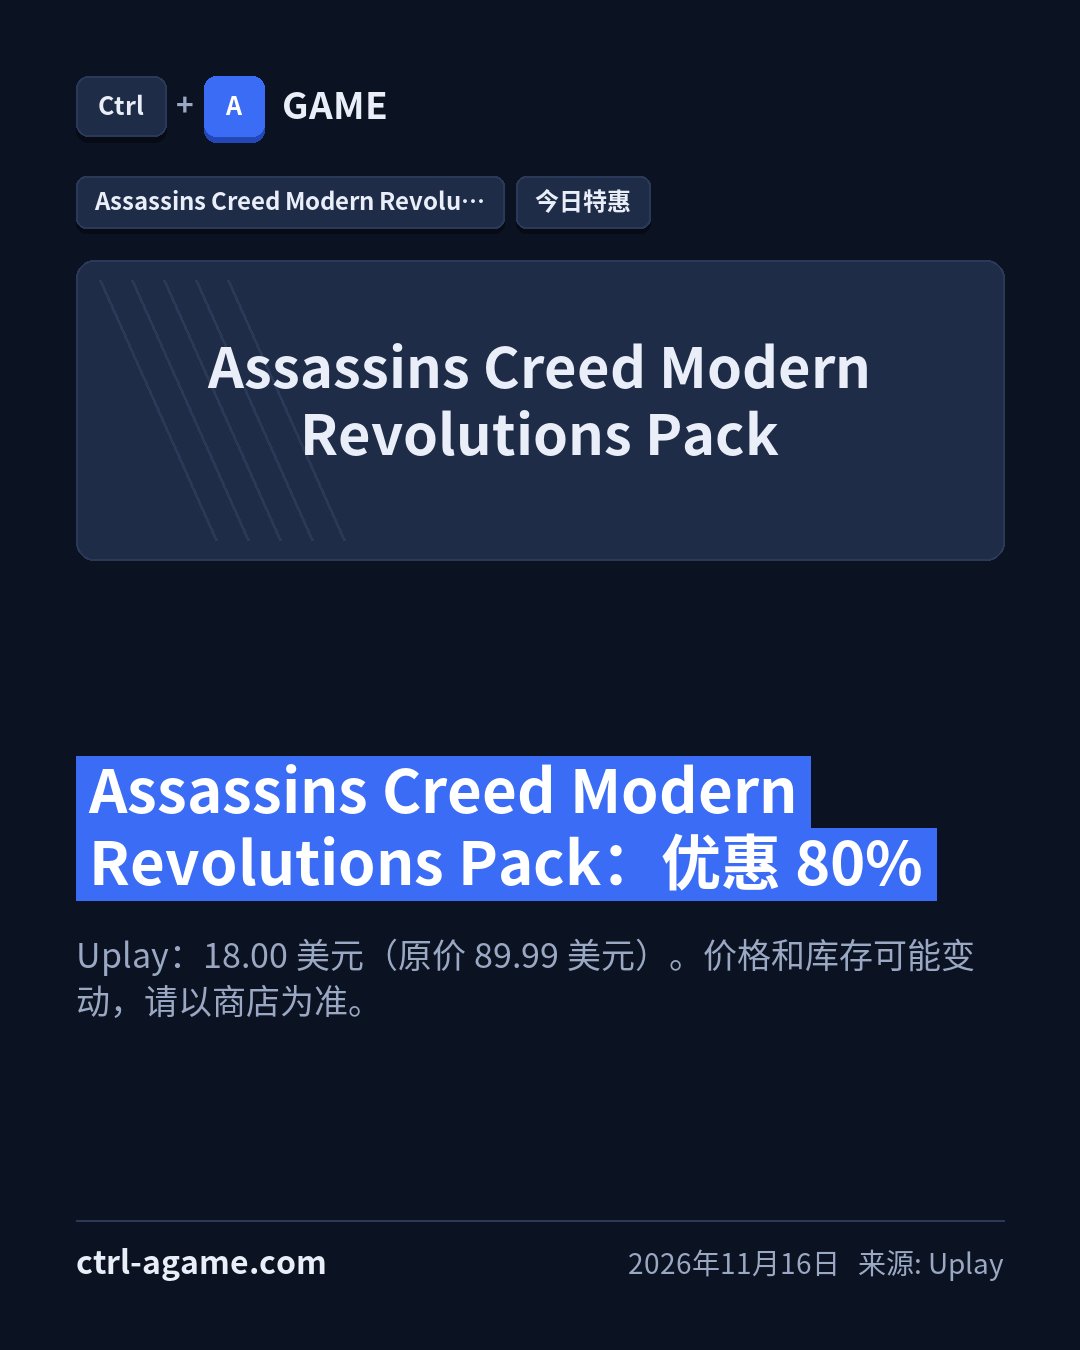 Ctrl + A GAME
Assassins Creed Modern Revolu… 今日特惠
Assassins Creed Modern
Revolutions Pack
Assassins Creed Modern
Revolutions Pack：优惠 80%
Uplay：18.00 美元（原价 89.99 美元）。价格和库存可能变
动，请以商店为准。
ctrl-agame.com 2026年11月16日 来源: Uplay